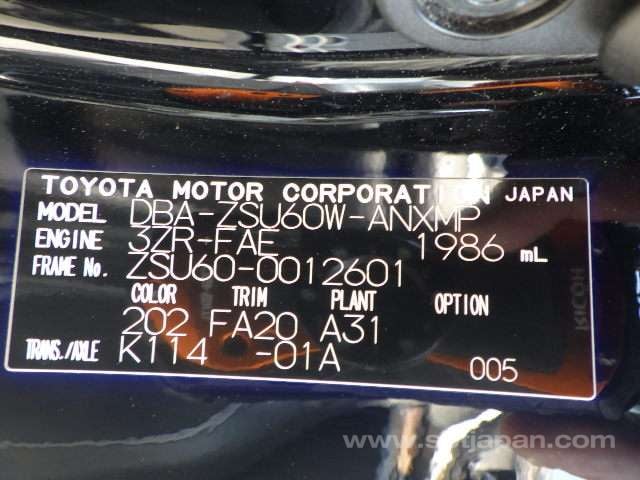 TOYOTA MOTOR CORPORATION JAPAN
MODEL DBA-ZSU60W-ANXMP
ENGINE 3ZR-FAE 1986 mL
FRAME No. ZSU60-0012601
COLOR TRIM PLANT OPTION
202 FA20 A31
TRANS./AXLE K114 -01A 005
RICOH